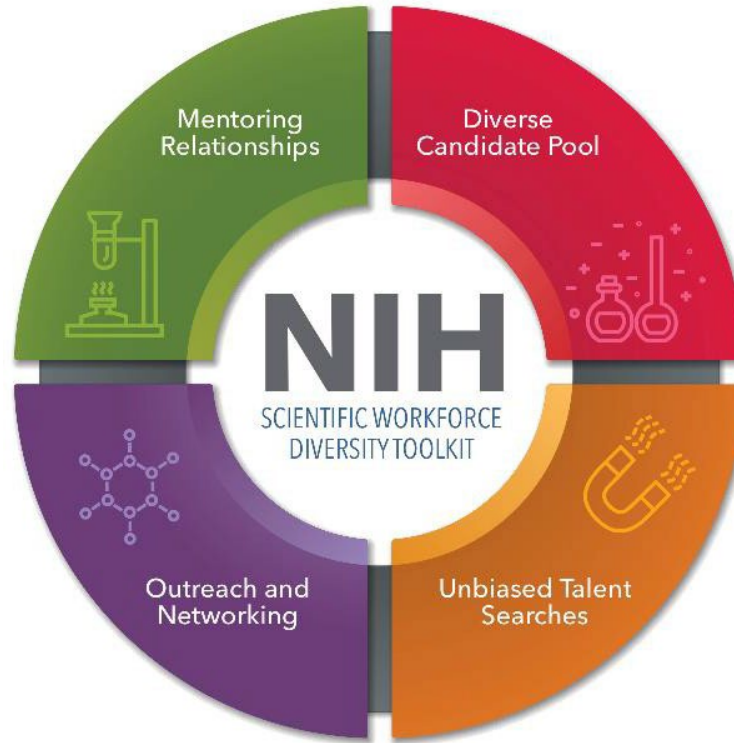 Mentoring
Relationships
Diverse
Candidate Pool
NIH
SCIENTIFIC WORKFORCE
DIVERSITY TOOLKIT
Outreach and
Networking
Unbiased Talent
Searches